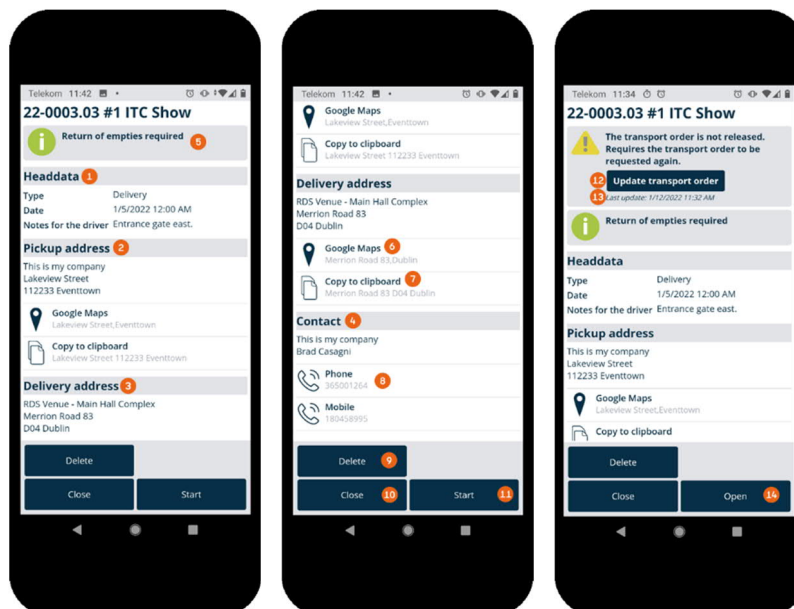 Telekom 11:42
22-0003.03 #1 ITC Show
Return of empties required 5
Headdata 1
Type Delivery
Date 1/5/2022 12:00 AM
Notes for the driver Entrance gate east.
Pickup address 2
This is my company
Lakeview Street
112233 Eventtown
Google Maps
Lakeview Street,Eventtown
Copy to clipboard
Lakeview Street 112233 Eventtown
Delivery address 3
RDS Venue - Main Hall Complex
Merrion Road 83
D04 Dublin
Delete
Close Start
Telekom 11:42
Google Maps
Lakeview Street,Eventtown
Copy to clipboard
Lakeview Street 112233 Eventtown
Delivery address
RDS Venue - Main Hall Complex
Merrion Road 83
D04 Dublin
Google Maps 6
Merrion Road 83,Dublin
Copy to clipboard 7
Merrion Road 83 D04 Dublin
Contact 4
This is my company
Brad Casagni
Phone 8
365001264
Mobile
180458995
Delete 9
Close 10 Start 11
Telekom 11:34
22-0003.03 #1 ITC Show
The transport order is not released.
Requires the transport order to be
requested again.
12 Update transport order
13 Last update: 1/12/2022 11:32 AM
Return of empties required
Headdata
Type Delivery
Date 1/5/2022 12:00 AM
Notes for the driver Entrance gate east.
Pickup address
This is my company
Lakeview Street
112233 Eventtown
Google Maps
Lakeview Street,Eventtown
Copy to clipboard
Delete
Close Open 14